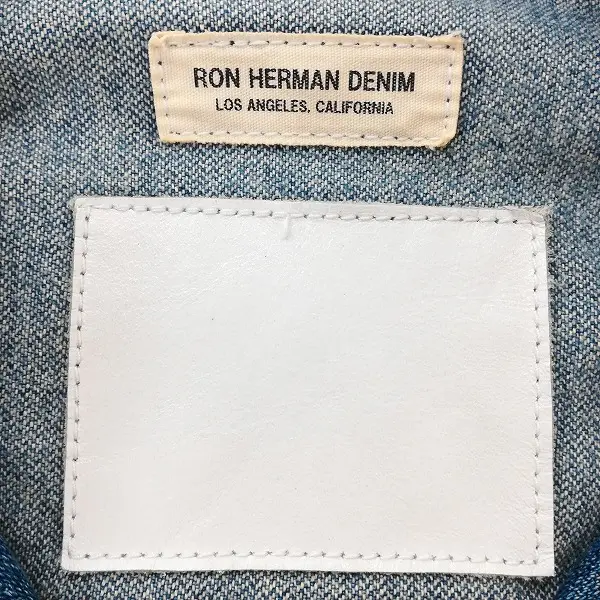 RON HERMAN DENIM
LOS ANGELES, CALIFORNIA